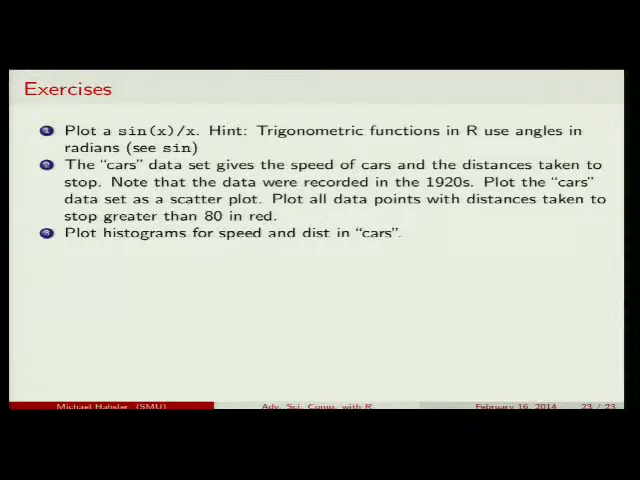 Exercises
1 Plot a sin(x)/x. Hint: Trigonometric functions in R use angles in
radians (see sin)
2 The “cars” data set gives the speed of cars and the distances taken to
stop. Note that the data were recorded in the 1920s. Plot the “cars”
data set as a scatter plot. Plot all data points with distances taken to
stop greater than 80 in red.
3 Plot histograms for speed and dist in “cars”.
Michael Hahsler (SMU) Adv. Sci. Comp. with R February 16, 2014 23 / 23